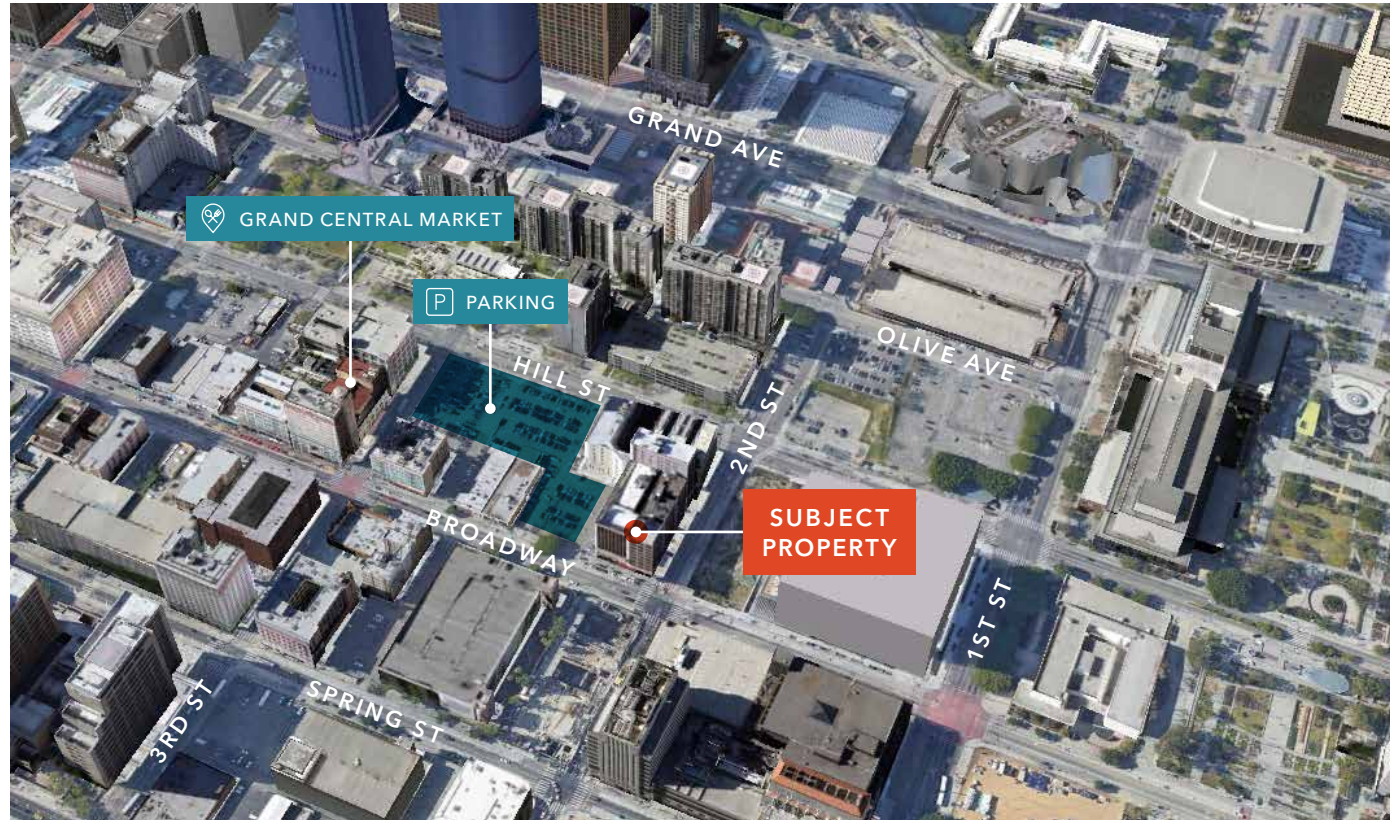 GRAND AVE
GRAND CENTRAL MARKET
P PARKING
HILL ST
OLIVE AVE
2ND ST
SUBJECT
PROPERTY
BROADWAY
1ST ST
SPRING ST
3RD ST